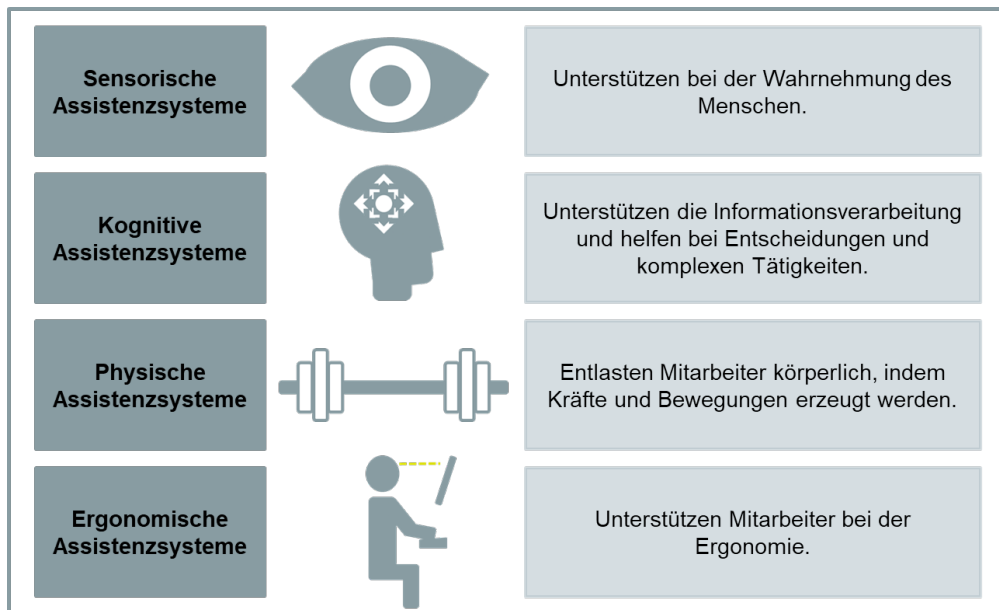 Sensorische
Assistenzsysteme
Unterstützen bei der Wahrnehmung des
Menschen.
Kognitive
Assistenzsysteme
Unterstützen die Informationsverarbeitung
und helfen bei Entscheidungen und
komplexen Tätigkeiten.
Physische
Assistenzsysteme
Entlasten Mitarbeiter körperlich, indem
Kräfte und Bewegungen erzeugt werden.
Ergonomische
Assistenzsysteme
Unterstützen Mitarbeiter bei der
Ergonomie.